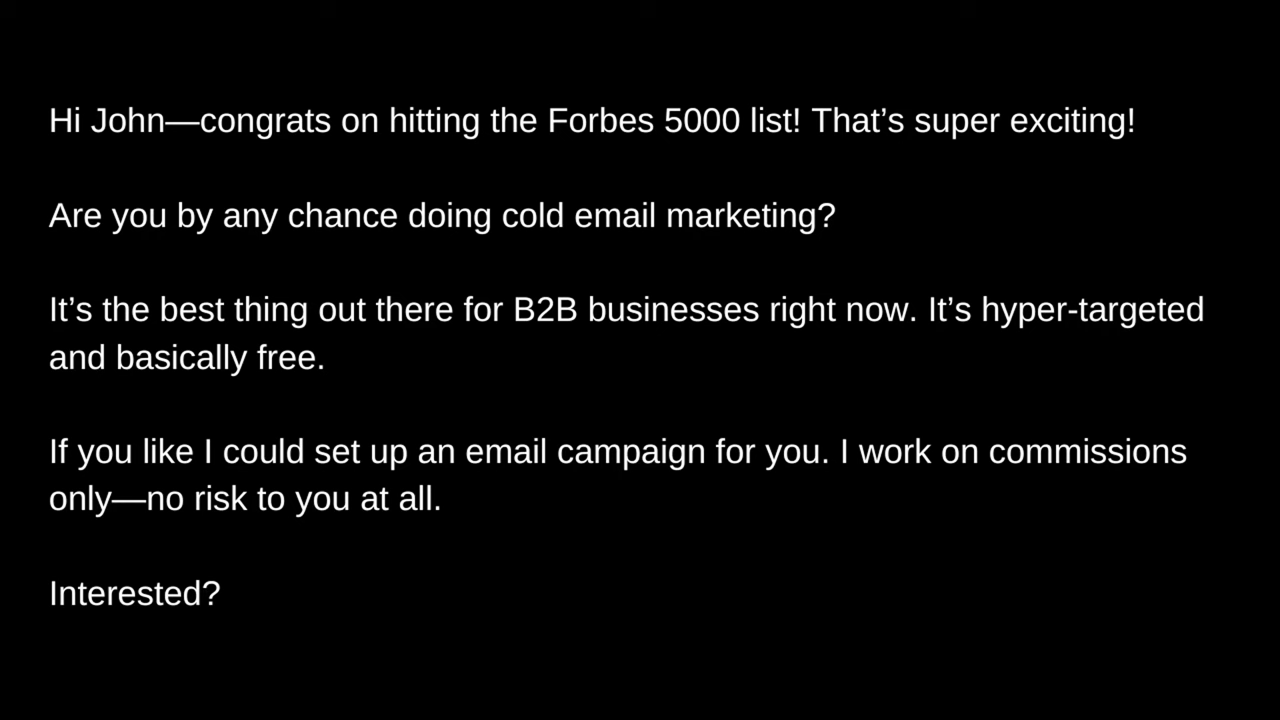 Hi John—congrats on hitting the Forbes 5000 list! That’s super exciting!
Are you by any chance doing cold email marketing?
It’s the best thing out there for B2B businesses right now. It’s hyper-targeted
and basically free.
If you like I could set up an email campaign for you. I work on commissions
only—no risk to you at all.
Interested?